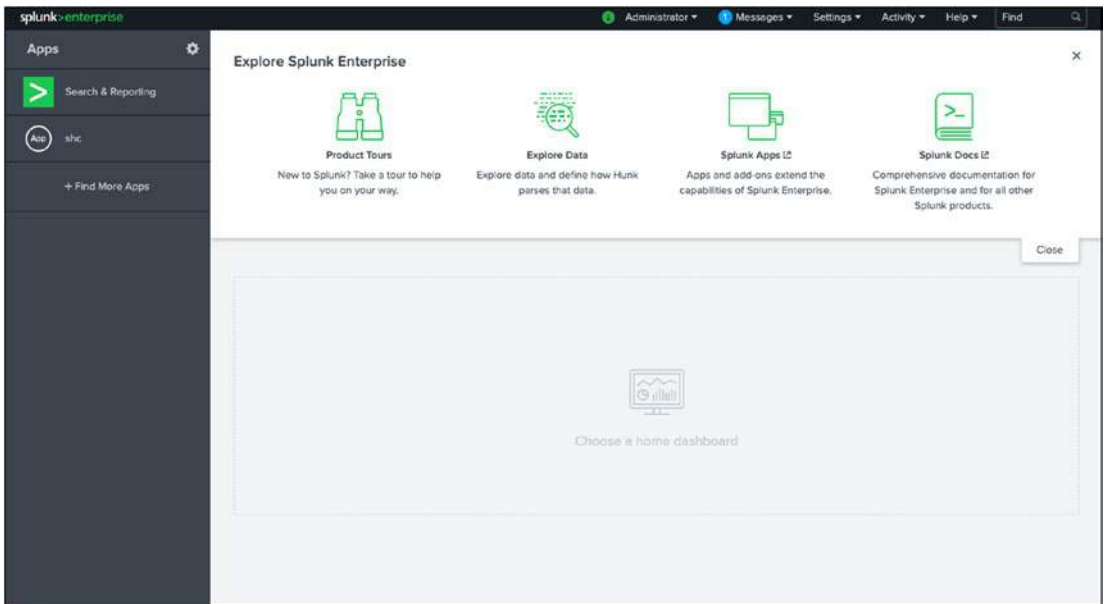 splunk>enterprise
i Administrator 1 Messages Settings Activity Help Find
Apps
Search & Reporting
App shc
+ Find More Apps
Explore Splunk Enterprise
Product Tours
New to Splunk? Take a tour to help
you on your way.
Explore Data
Explore data and define how Hunk
parses that data.
Splunk Apps
Apps and add-ons extend the
capabilities of Splunk Enterprise.
>_
Splunk Docs
Comprehensive documentation for
Splunk Enterprise and for all other
Splunk products.
Close
Choose a home dashboard